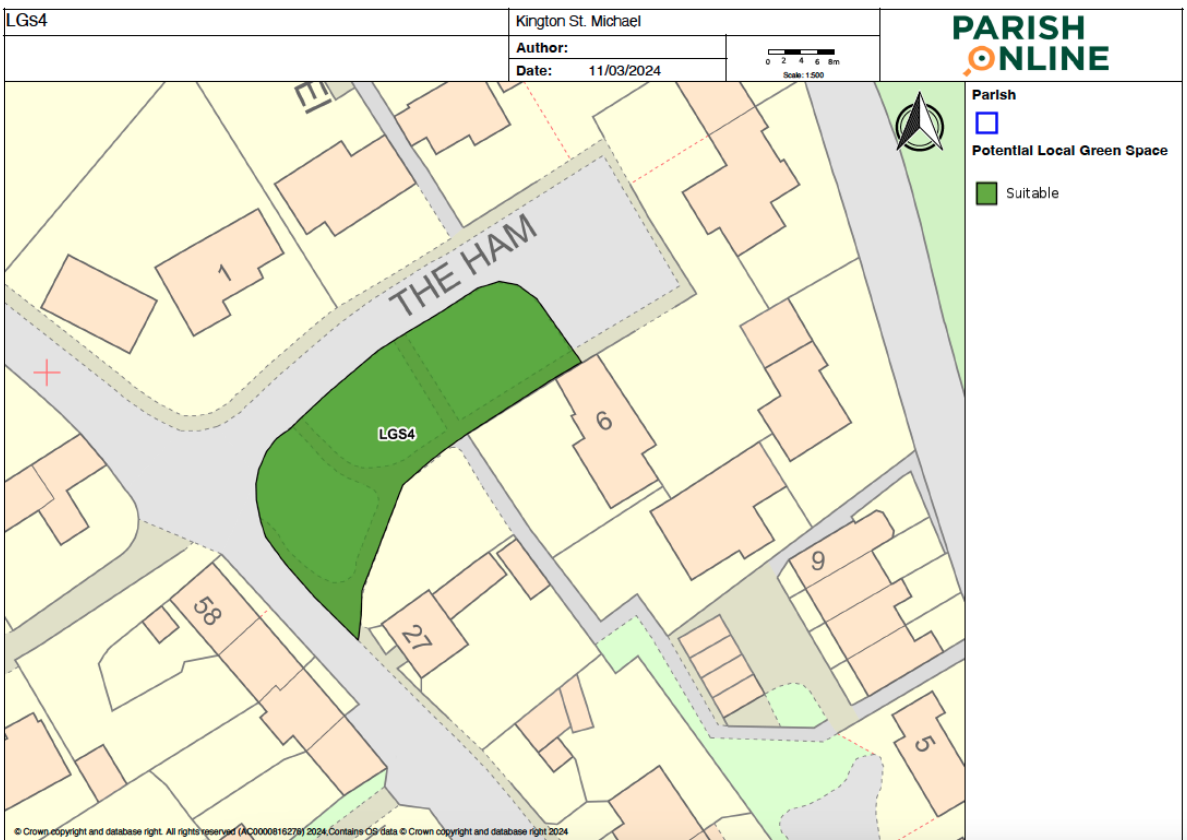 LGs4
Kington St. Michael
Author:
Date: 11/03/2024
0 2 4 6 8m
Scale: 1:500
PARISH
ONLINE
Parish
Potential Local Green Space
Suitable
THE HAM
1
LGS4
6
9
58
27
5
© Crown copyright and database right. All rights reserved (AC0000816278) 2024,Contains OS data © Crown copyright and database right 2024